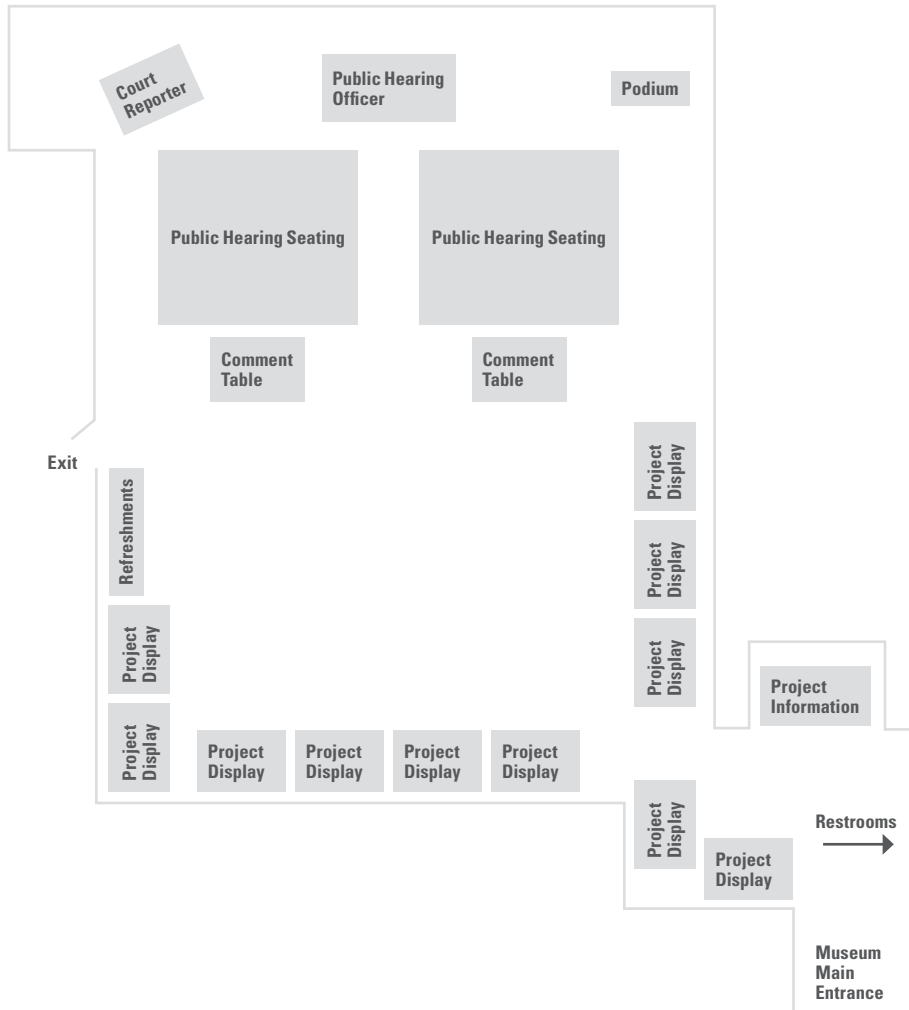 Court
Reporter
Public Hearing
Officer
Podium
Public Hearing Seating
Public Hearing Seating
Comment
Table
Comment
Table
Exit
Project
Display
Refreshments
Project
Display
Project
Display
Project
Display
Project
Information
Project
Display
Project
Display
Project
Display
Project
Display
Project
Display
Project
Display
Restrooms
Project
Display
Museum
Main
Entrance